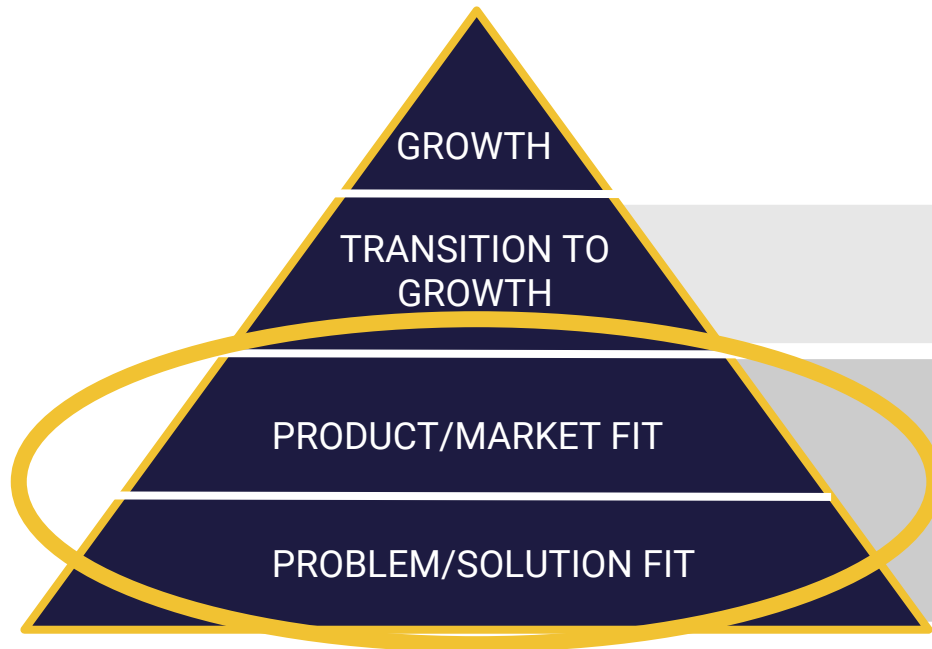 GROWTH
TRANSITION TO
GROWTH
PRODUCT/MARKET FIT
PROBLEM/SOLUTION FIT